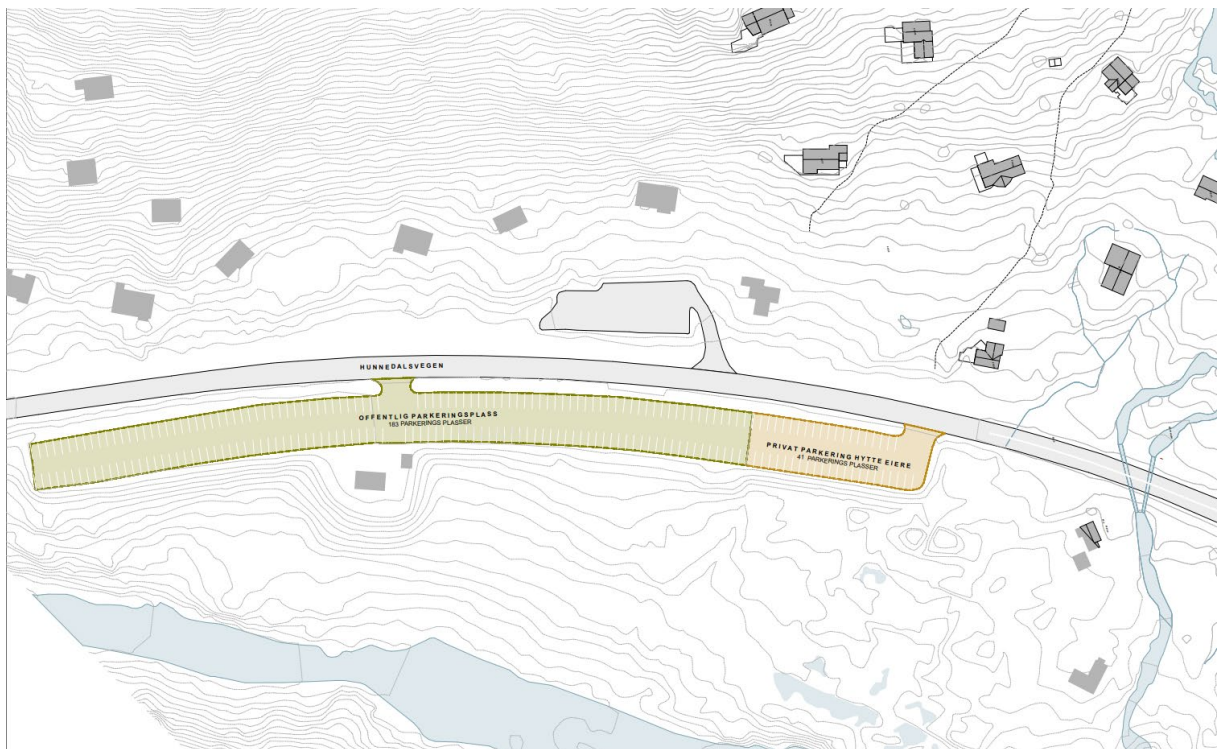 HUNNEDALSVEGEN
OFFENTLIG PARKERINGSPLASS
183 PARKERINGS PLASSER
PRIVAT PARKERING HYTTE EIERE
41 PARKERINGS PLASSER